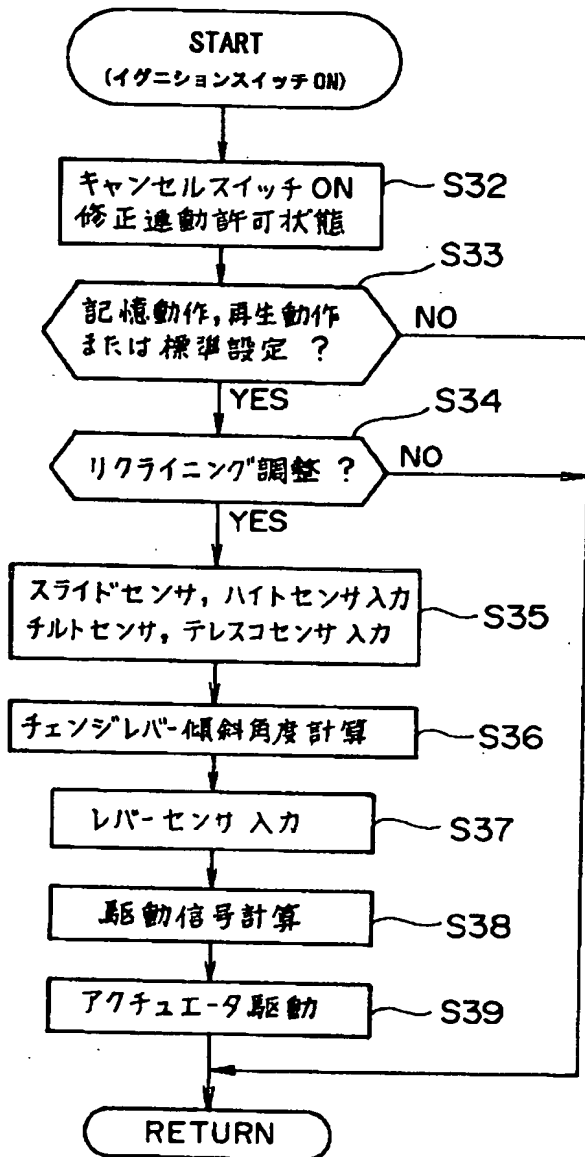 START
(イグニションスイッチON)
キャンセルスイッチON
修正連動許可状態
S32
S33
記憶動作,再生動作
または標準設定 ?
NO
YES
S34
リクライニング調整 ?
NO
YES
スライドセンサ, ハイトセンサ入力
チルトセンサ, テレスコセンサ入力
S35
チェンジレバー傾斜角度計算
S36
レバーセンサ入力
S37
駆動信号計算
S38
アクチュエータ駆動
S39
RETURN